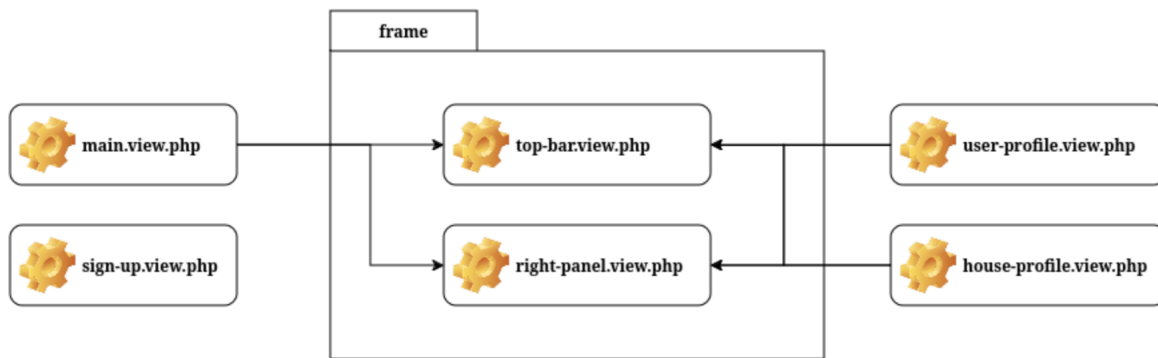 frame
main.view.php
top-bar.view.php
user-profile.view.php
sign-up.view.php
right-panel.view.php
house-profile.view.php